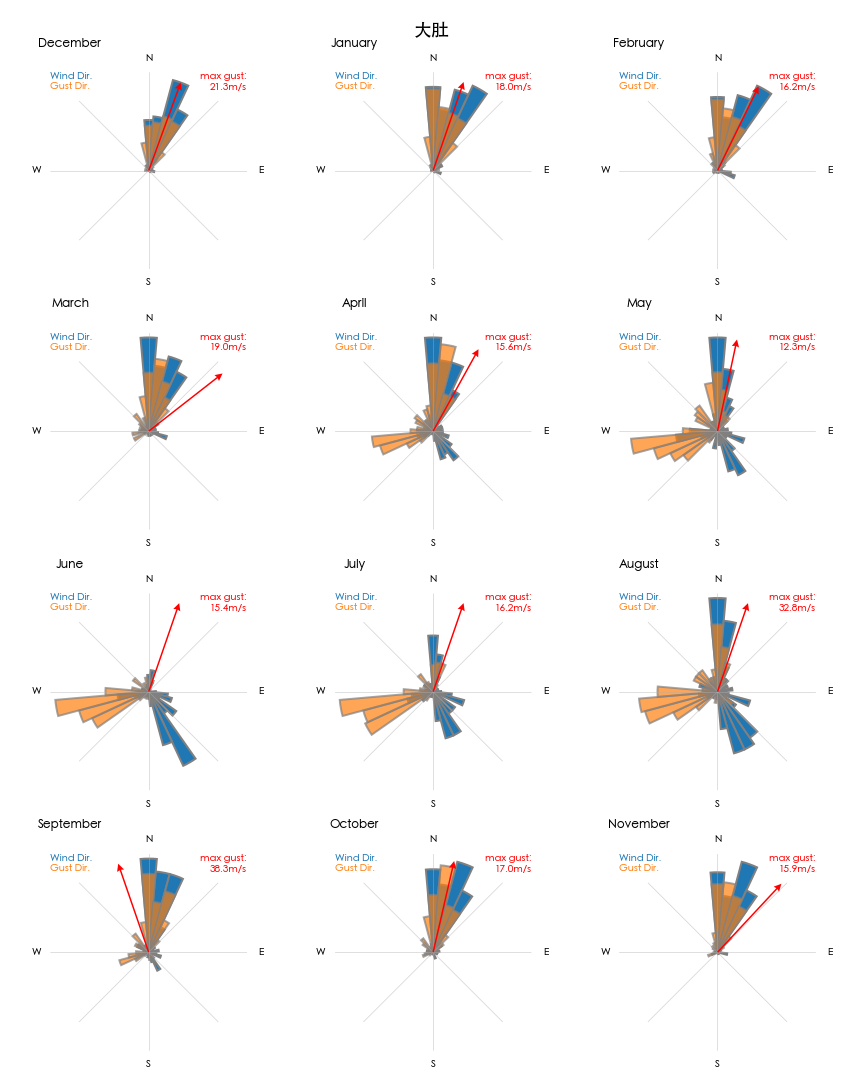 大肚
December
N
Wind Dir.
Gust Dir.
max gust:
21.3m/s
W
E
S
January
N
Wind Dir.
Gust Dir.
max gust:
18.0m/s
W
E
S
February
N
Wind Dir.
Gust Dir.
max gust:
16.2m/s
W
E
S
March
N
Wind Dir.
Gust Dir.
max gust:
19.0m/s
W
E
S
April
N
Wind Dir.
Gust Dir.
max gust:
15.6m/s
W
E
S
May
N
Wind Dir.
Gust Dir.
max gust:
12.3m/s
W
E
S
June
N
Wind Dir.
Gust Dir.
max gust:
15.4m/s
W
E
S
July
N
Wind Dir.
Gust Dir.
max gust:
16.2m/s
W
E
S
August
N
Wind Dir.
Gust Dir.
max gust:
32.8m/s
W
E
S
September
N
Wind Dir.
Gust Dir.
max gust:
38.3m/s
W
E
S
October
N
Wind Dir.
Gust Dir.
max gust:
17.0m/s
W
E
S
November
N
Wind Dir.
Gust Dir.
max gust:
15.9m/s
W
E
S